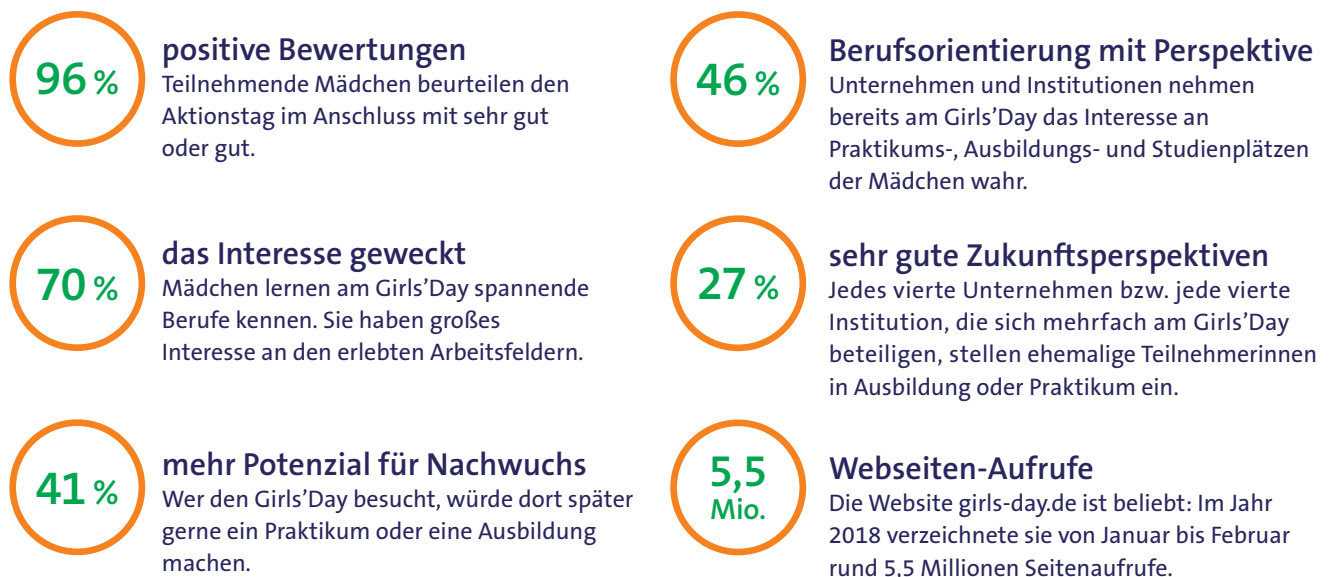 96 %
positive Bewertungen
Teilnehmende Mädchen beurteilen den
Aktionstag im Anschluss mit sehr gut
oder gut.
70 %
das Interesse geweckt
Mädchen lernen am Girls’Day spannende
Berufe kennen. Sie haben großes
Interesse an den erlebten Arbeitsfeldern.
41 %
mehr Potenzial für Nachwuchs
Wer den Girls’Day besucht, würde dort später
gerne ein Praktikum oder eine Ausbildung
machen.
46 %
Berufsorientierung mit Perspektive
Unternehmen und Institutionen nehmen
bereits am Girls’Day das Interesse an
Praktikums-, Ausbildungs- und Studienplätzen
der Mädchen wahr.
27 %
sehr gute Zukunftsperspektiven
Jedes vierte Unternehmen bzw. jede vierte
Institution, die sich mehrfach am Girls’Day
beteiligen, stellen ehemalige Teilnehmerinnen
in Ausbildung oder Praktikum ein.
5,5
Mio.
Webseiten-Aufrufe
Die Website girls-day.de ist beliebt: Im Jahr
2018 verzeichnete sie von Januar bis Februar
rund 5,5 Millionen Seitenaufrufe.